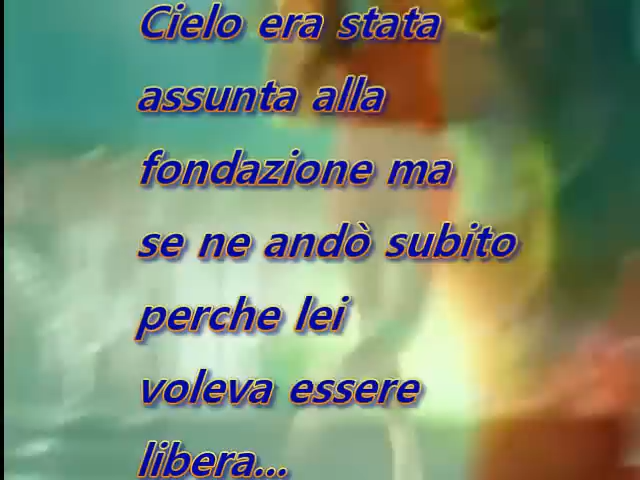 Cielo era stata
assunta alla
fondazione ma
se ne andò subito
perche lei
voleva essere
libera...